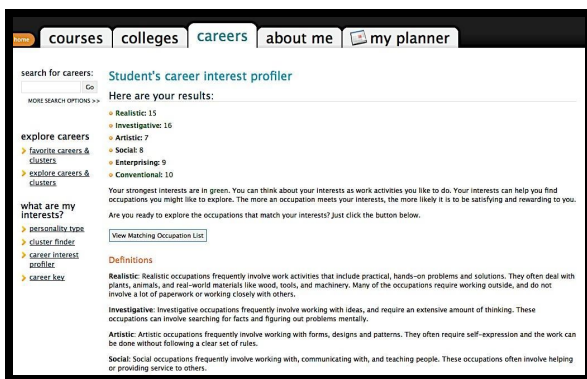 home courses colleges careers about me my planner
search for careers:
Go
MORE SEARCH OPTIONS >>
explore careers
favorite careers &
clusters
explore careers &
clusters
what are my
interests?
personality type
cluster finder
career interest
profiler
career key
Student's career interest profiler
Here are your results:
Realistic: 15
Investigative: 16
Artistic: 7
Social: 8
Enterprising: 9
Conventional: 10
Your strongest interests are in green. You can think about your interests as work activities you like to do. Your interests can help you find
occupations you might like to explore. The more an occupation meets your interests, the more likely it is to be satisfying and rewarding to you.
Are you ready to explore the occupations that match your interests? Just click the button below.
View Matching Occupation List
Definitions
Realistic: Realistic occupations frequently involve work activities that include practical, hands-on problems and solutions. They often deal with
plants, animals, and real-world materials like wood, tools, and machinery. Many of the occupations require working outside, and do not
involve a lot of paperwork or working closely with others.
Investigative: Investigative occupations frequently involve working with ideas, and require an extensive amount of thinking. These
occupations can involve searching for facts and figuring out problems mentally.
Artistic: Artistic occupations frequently involve working with forms, designs and patterns. They often require self-expression and the work can
be done without following a clear set of rules.
Social: Social occupations frequently involve working with, communicating with, and teaching people. These occupations often involve helping
or providing service to others.